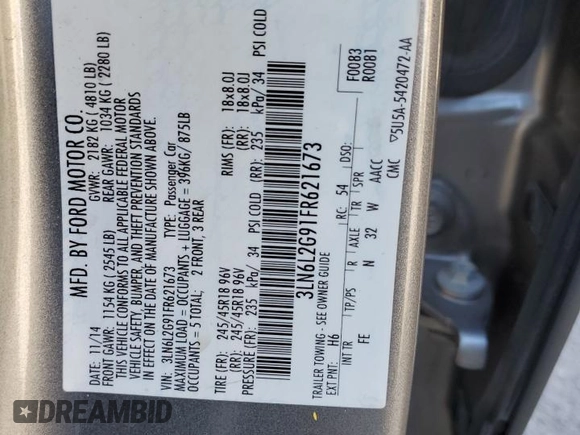 MFD. BY FORD MOTOR CO.
DATE: 11/14 GVWR: 2182 KG ( 4810 LB)
FRONT GAWR: 1154 KG ( 2545 LB) REAR GAWR: 1034 KG ( 2280 LB)
THIS VEHICLE CONFORMS TO ALL APPLICABLE FEDERAL MOTOR
VEHICLE SAFETY, BUMPER, AND THEFT PREVENTION STANDARDS
IN EFFECT ON THE DATE OF MANUFACTURE SHOWN ABOVE.
VIN: 3LN6L2G91FR621673 TYPE: Passenger Car
MAXIMUM LOAD = OCCUPANTS + LUGGAGE = 396KG/ 875LB
OCCUPANTS = 5 TOTAL; 2 FRONT, 3 REAR
TIRE (FR): 245/45R18 96V RIMS (FR): 18x8.0J
(RR): 245/45R18 96V (RR): 18x8.0J
PRESSURE (FR): 235 kPa/ 34 PSI COLD (RR): 235 kPa/ 34 PSI COLD
3LN6L2G91FR621673
TRAILER TOWING - SEE OWNER GUIDE F0083
EXT PNT: H6 RC: 54 DSO: R0081
INT TR TP/PS R AXLE TR SPR
FE N 32 W AACC
GMC ▽5U5A-5420472-AA
DREAMBID